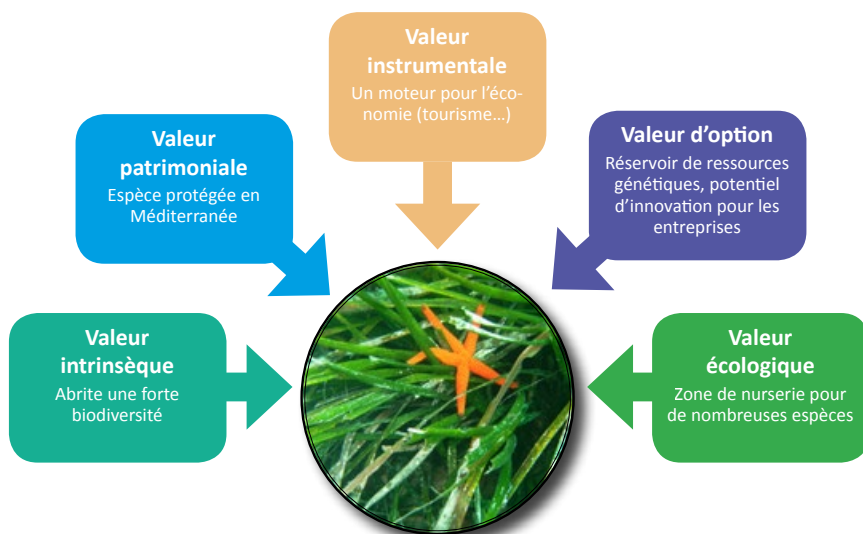 Valeur
instrumentale
Un moteur pour l'éco-
nomie (tourisme...)
Valeur
patrimoniale
Espèce protégée en
Méditerranée
Valeur d'option
Réservoir de ressources
génétiques, potentiel
d'innovation pour les
entreprises
Valeur
intrinsèque
Abrite une forte
biodiversité
Valeur
écologique
Zone de nurserie pour
de nombreuses espèces